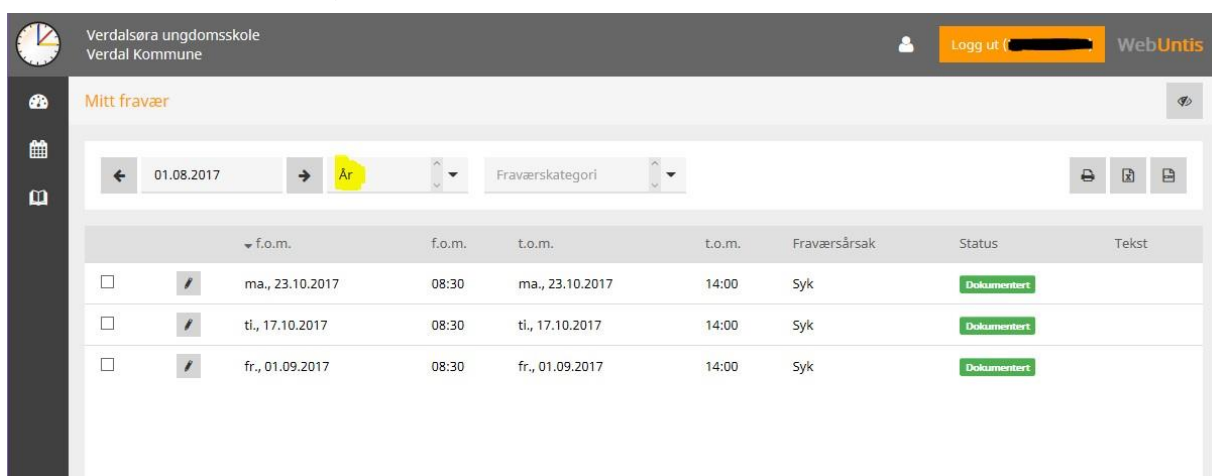 Verdalsøra ungdomsskole
Verdal Kommune
Logg ut (
WebUntis
Mitt fravær
01.08.2017 År Fraværskategori
f.o.m. f.o.m. t.o.m. t.o.m. Fraværsårsak Status Tekst
ma., 23.10.2017 08:30 ma., 23.10.2017 14:00 Syk Dokumentert
ti., 17.10.2017 08:30 ti., 17.10.2017 14:00 Syk Dokumentert
fr., 01.09.2017 08:30 fr., 01.09.2017 14:00 Syk Dokumentert